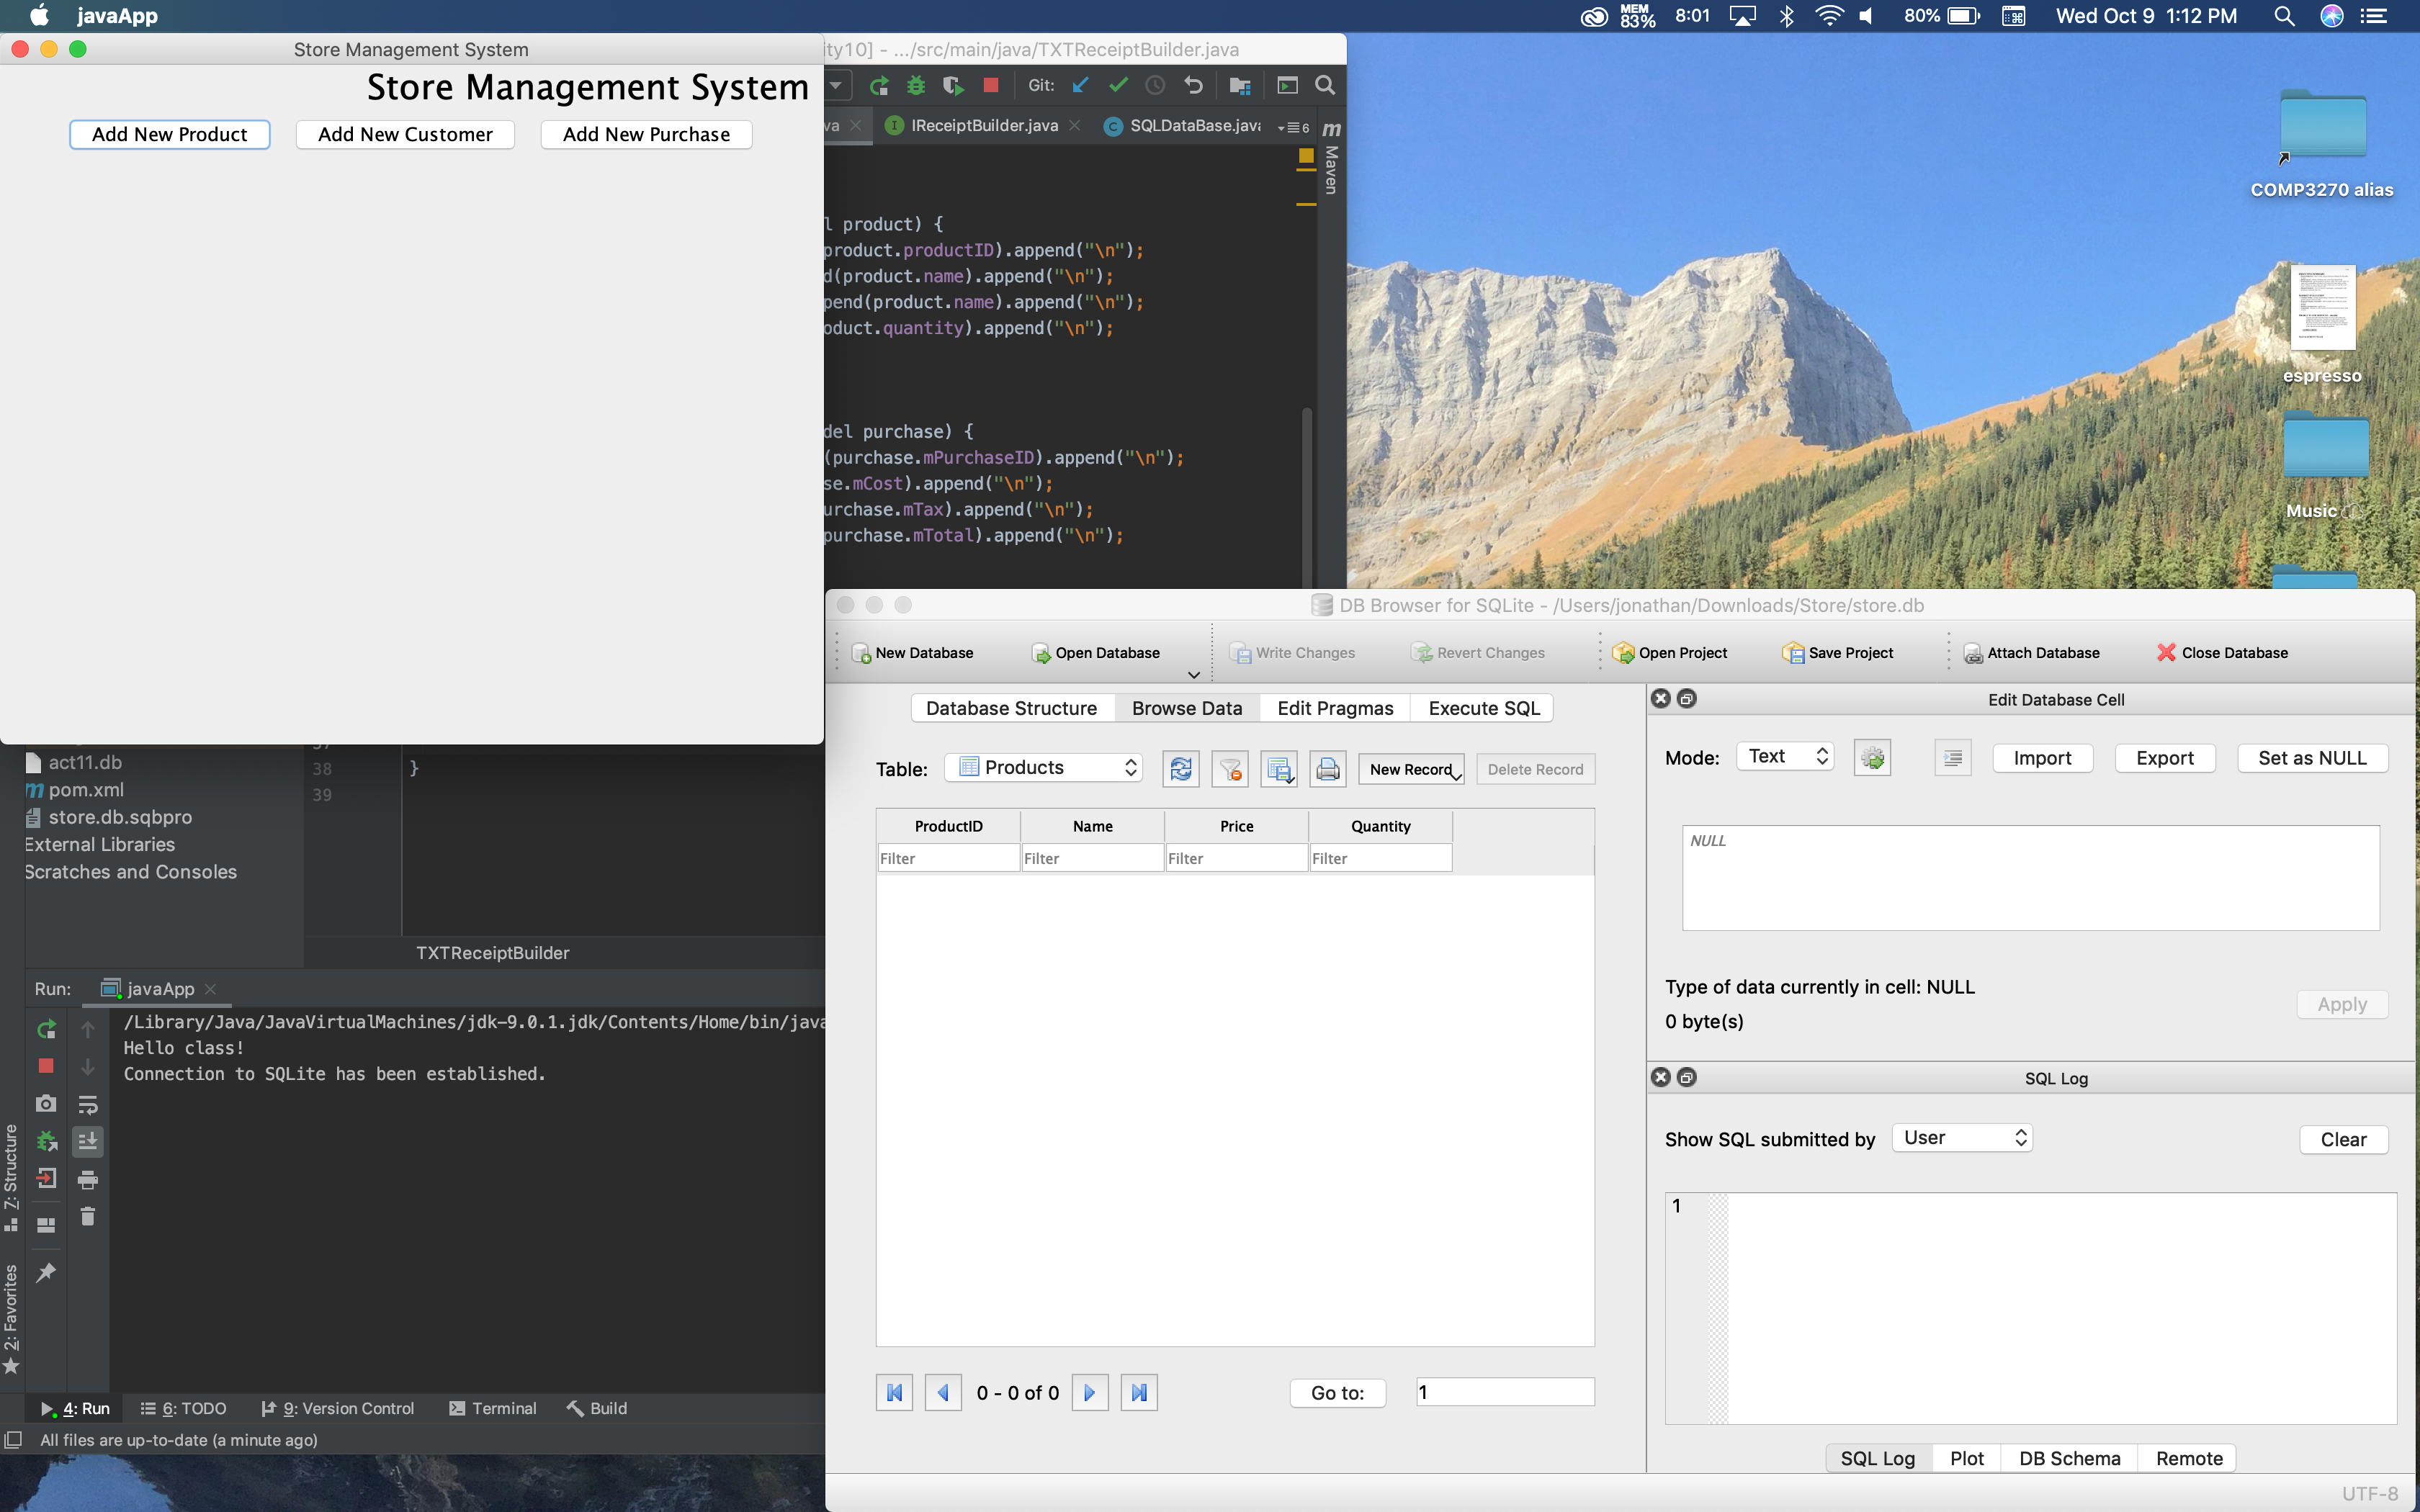 javaApp
MEM
83%
8:01
80%
Wed Oct 9 1:12 PM
Store Management System
Store Management System
Add New Product
Add New Customer
Add New Purchase
ty10] - .../src/main/java/TXTReceiptBuilder.java
Git:
va
IReceiptBuilder.java
SQLDataBase.java
6
Maven
l product) {
product.productID).append("\n");
d(product.name).append("\n");
pend(product.name).append("\n");
oduct.quantity).append("\n");
del purchase) {
(purchase.mPurchaseID).append("\n");
se.mCost).append("\n");
urchase.mTax).append("\n");
purchase.mTotal).append("\n");
COMP3270 alias
espresso
Music
act11.db
pom.xml
store.db.sqbpro
External Libraries
Scratches and Consoles
37
38 }
39
TXTReceiptBuilder
Run: javaApp
/Library/Java/JavaVirtualMachines/jdk-9.0.1.jdk/Contents/Home/bin/java
Hello class!
Connection to SQLite has been established.
7: Structure
2: Favorites
4: Run
6: TODO
9: Version Control
Terminal
Build
All files are up-to-date (a minute ago)
DB Browser for SQLite - /Users/jonathan/Downloads/Store/store.db
New Database
Open Database
Write Changes
Revert Changes
Open Project
Save Project
Attach Database
Close Database
Database Structure
Browse Data
Edit Pragmas
Execute SQL
Table: Products
New Record
Delete Record
ProductID Name Price Quantity
Filter Filter Filter Filter
0 - 0 of 0
Go to: 1
Edit Database Cell
Mode: Text
Import
Export
Set as NULL
NULL
Type of data currently in cell: NULL
0 byte(s)
Apply
SQL Log
Show SQL submitted by User
Clear
1
SQL Log
Plot
DB Schema
Remote
UTF-8